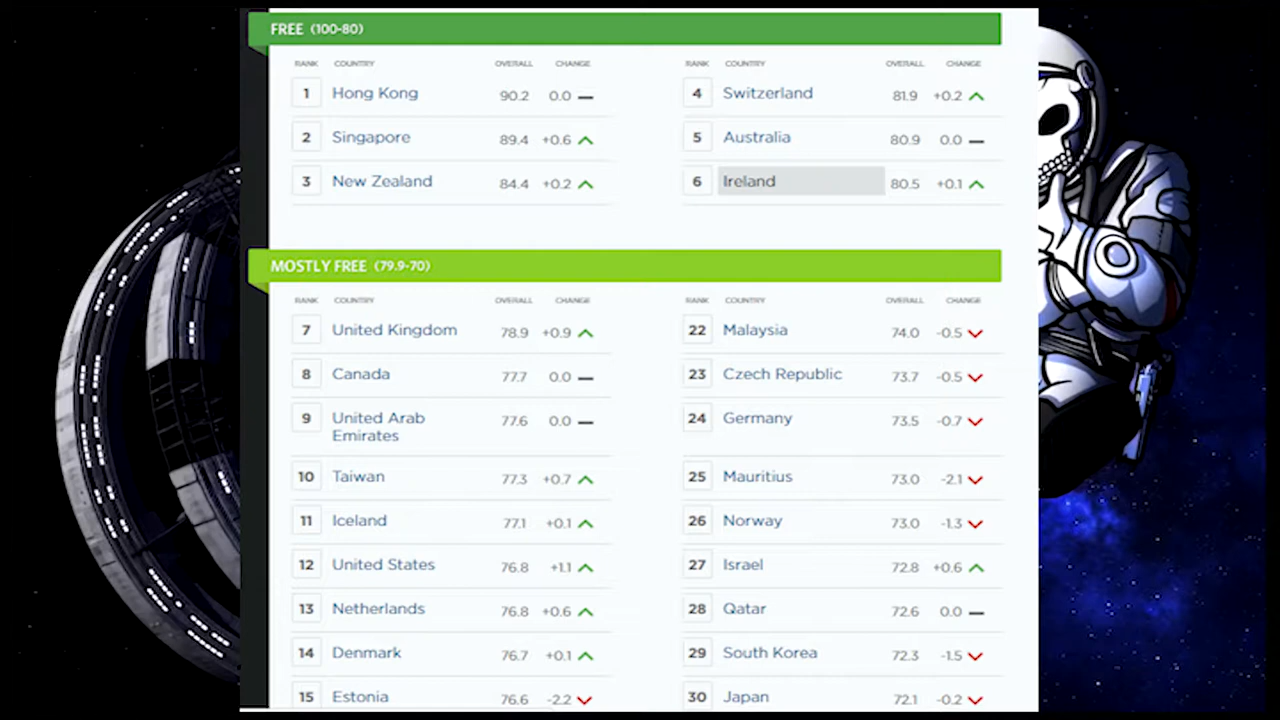 FREE (100-80)
RANK COUNTRY OVERALL CHANGE RANK COUNTRY OVERALL CHANGE
1 Hong Kong 90.2 0.0 4 Switzerland 81.9 +0.2
2 Singapore 89.4 +0.6 5 Australia 80.9 0.0
3 New Zealand 84.4 +0.2 6 Ireland 80.5 +0.1
MOSTLY FREE (79.9-70)
RANK COUNTRY OVERALL CHANGE RANK COUNTRY OVERALL CHANGE
7 United Kingdom 78.9 +0.9 22 Malaysia 74.0 -0.5
8 Canada 77.7 0.0 23 Czech Republic 73.7 -0.5
9 United Arab Emirates 77.6 0.0 24 Germany 73.5 -0.7
10 Taiwan 77.3 +0.7 25 Mauritius 73.0 -2.1
11 Iceland 77.1 +0.1 26 Norway 73.0 -1.3
12 United States 76.8 +1.1 27 Israel 72.8 +0.6
13 Netherlands 76.8 +0.6 28 Qatar 72.6 0.0
14 Denmark 76.7 +0.1 29 South Korea 72.3 -1.5
15 Estonia 76.6 -2.2 30 Japan 72.1 -0.2